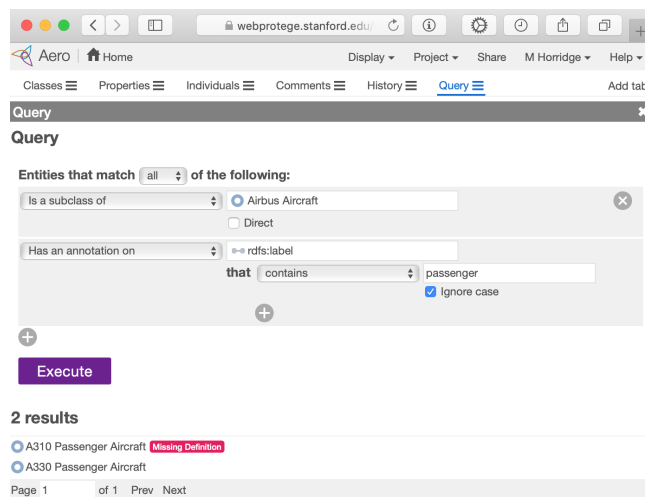 webprotege.stanford.edu/
Aero Home Display Project Share M Horridge Help
Classes Properties Individuals Comments History Query Add tab
Query
Query
Entities that match all of the following:
Is a subclass of Airbus Aircraft
Direct
Has an annotation on rdfs:label
that contains passenger
Ignore case
Execute
2 results
A310 Passenger Aircraft Missing Definition
A330 Passenger Aircraft
Page 1 of 1 Prev Next